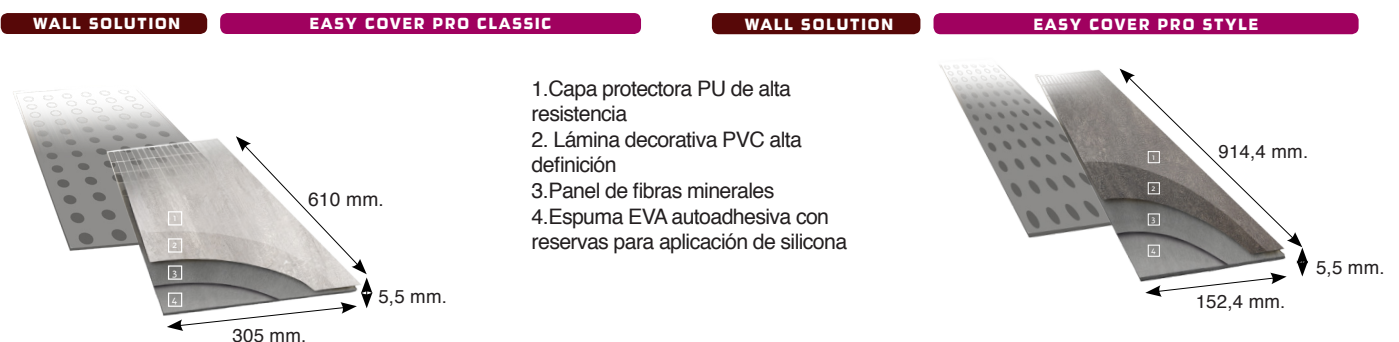 WALL SOLUTION
EASY COVER PRO CLASSIC
1
2
3
4
610 mm.
5,5 mm.
305 mm.
1.Capa protectora PU de alta
resistencia
2. Lámina decorativa PVC alta
definición
3.Panel de fibras minerales
4.Espuma EVA autoadhesiva con
reservas para aplicación de silicona
WALL SOLUTION
EASY COVER PRO STYLE
1
2
3
4
914,4 mm.
5,5 mm.
152,4 mm.